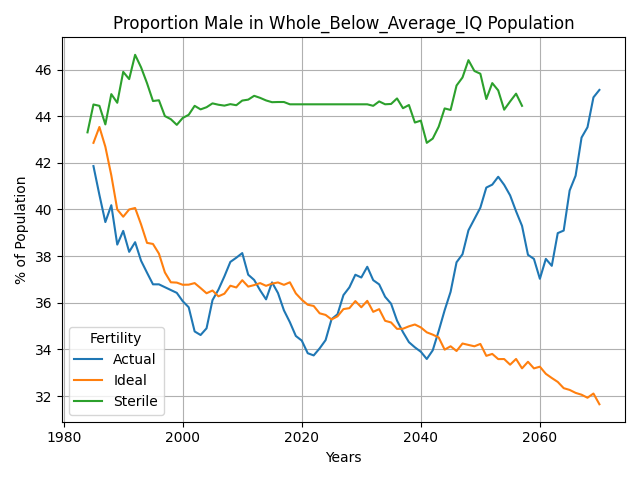 Proportion Male in Whole_Below_Average_IQ Population
% of Population
46
44
42
40
38
36
34
32
Fertility
Actual
Ideal
Sterile
1980
2000
2020
2040
2060
Years